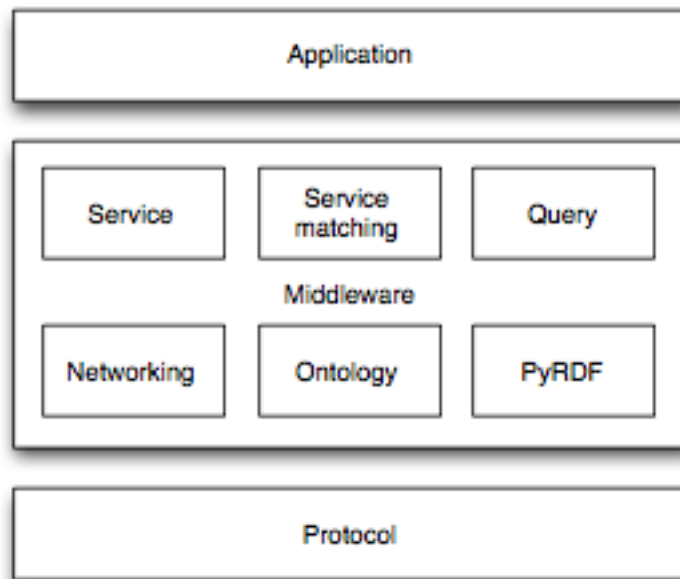 Application
Service
Service
matching
Query
Middleware
Networking
Ontology
PyRDF
Protocol